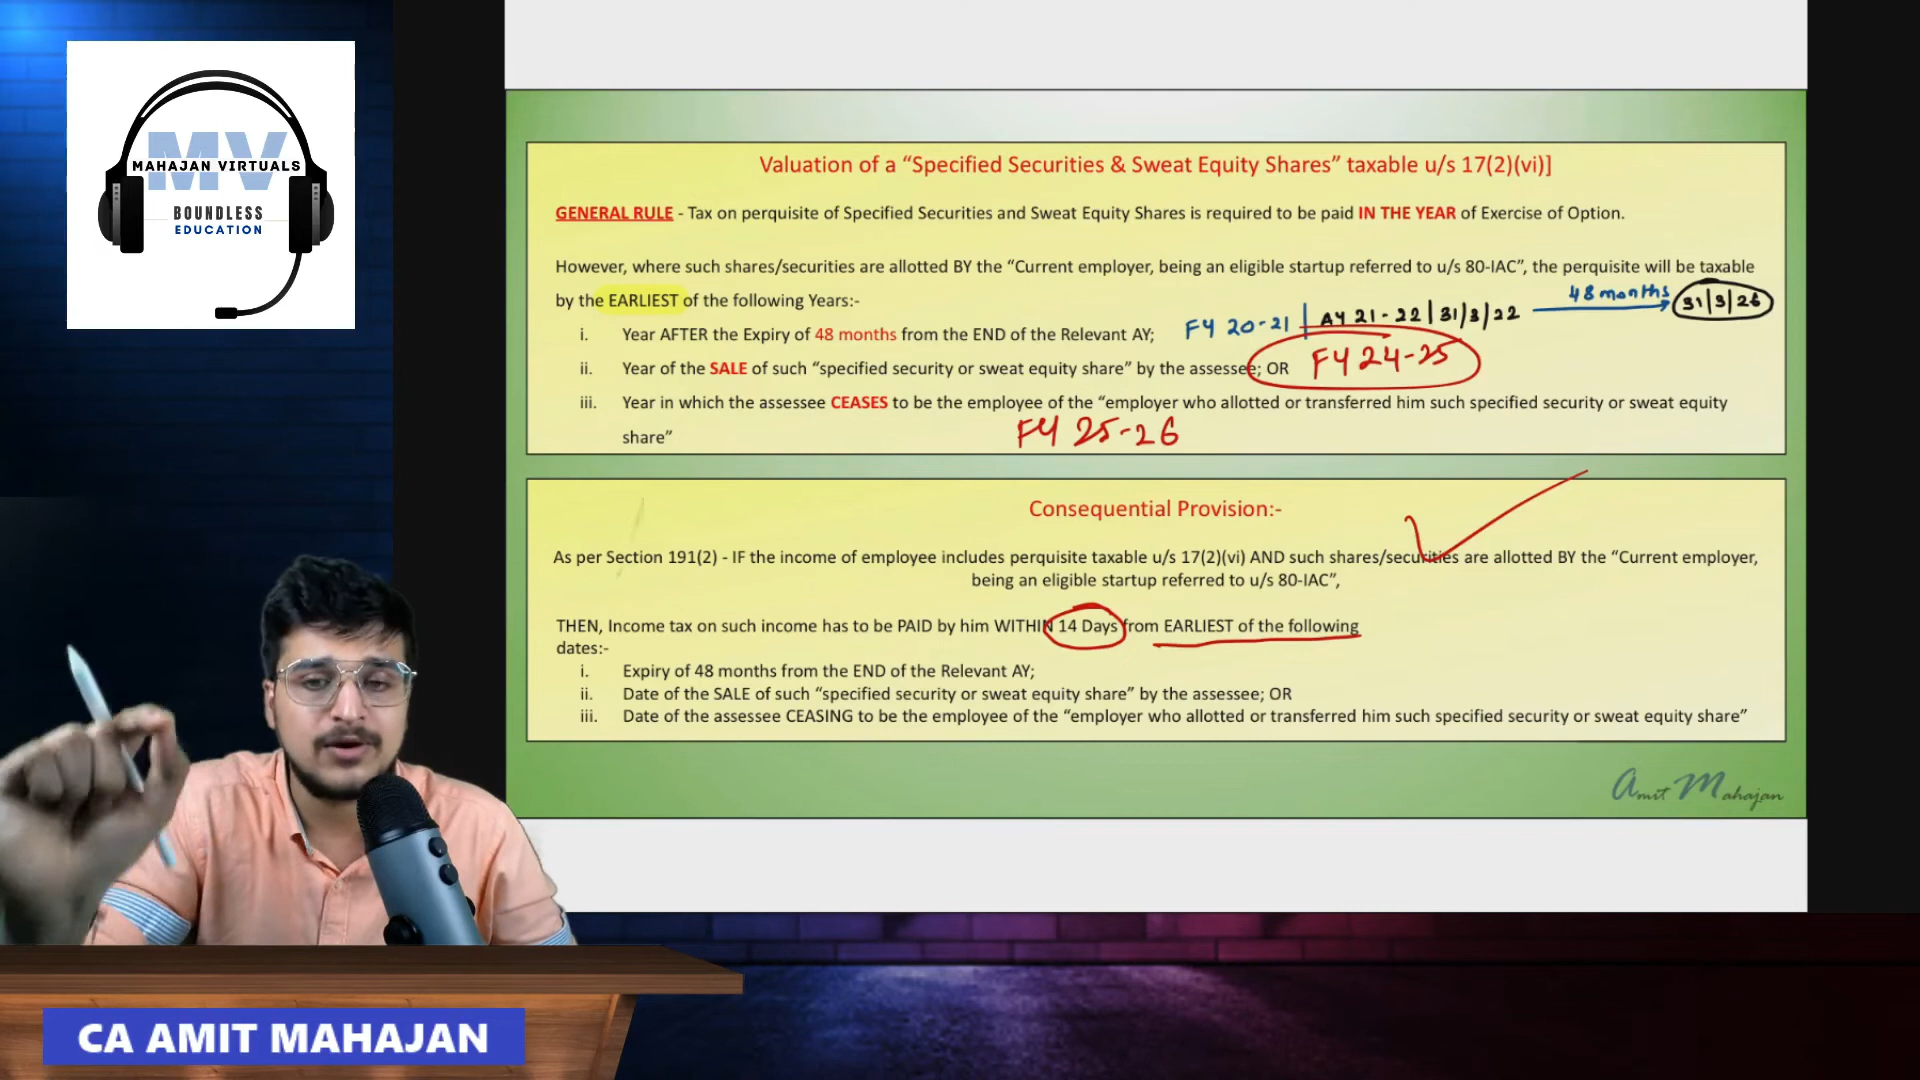 MV
MAHAJAN VIRTUALS
BOUNDLESS
EDUCATION
Valuation of a “Specified Securities & Sweat Equity Shares” taxable u/s 17(2)(vi)]
GENERAL RULE - Tax on perquisite of Specified Securities and Sweat Equity Shares is required to be paid IN THE YEAR of Exercise of Option.
However, where such shares/securities are allotted BY the “Current employer, being an eligible startup referred to u/s 80-IAC”, the perquisite will be taxable
by the EARLIEST of the following Years:-
48 months
31/3/26
i. Year AFTER the Expiry of 48 months from the END of the Relevant AY;
FY 20-21 | AY 21-22 | 31/3/22
ii. Year of the SALE of such “specified security or sweat equity share” by the assessee; OR
FY 24-25
iii. Year in which the assessee CEASES to be the employee of the “employer who allotted or transferred him such specified security or sweat equity
share”
FY 25-26
Consequential Provision:-
As per Section 191(2) - IF the income of employee includes perquisite taxable u/s 17(2)(vi) AND such shares/securities are allotted BY the “Current employer,
being an eligible startup referred to u/s 80-IAC”,
THEN, Income tax on such income has to be PAID by him WITHIN 14 Days from EARLIEST of the following
dates:-
i. Expiry of 48 months from the END of the Relevant AY;
ii. Date of the SALE of such “specified security or sweat equity share” by the assessee; OR
iii. Date of the assessee CEASING to be the employee of the “employer who allotted or transferred him such specified security or sweat equity share”
Amit Mahajan
CA AMIT MAHAJAN